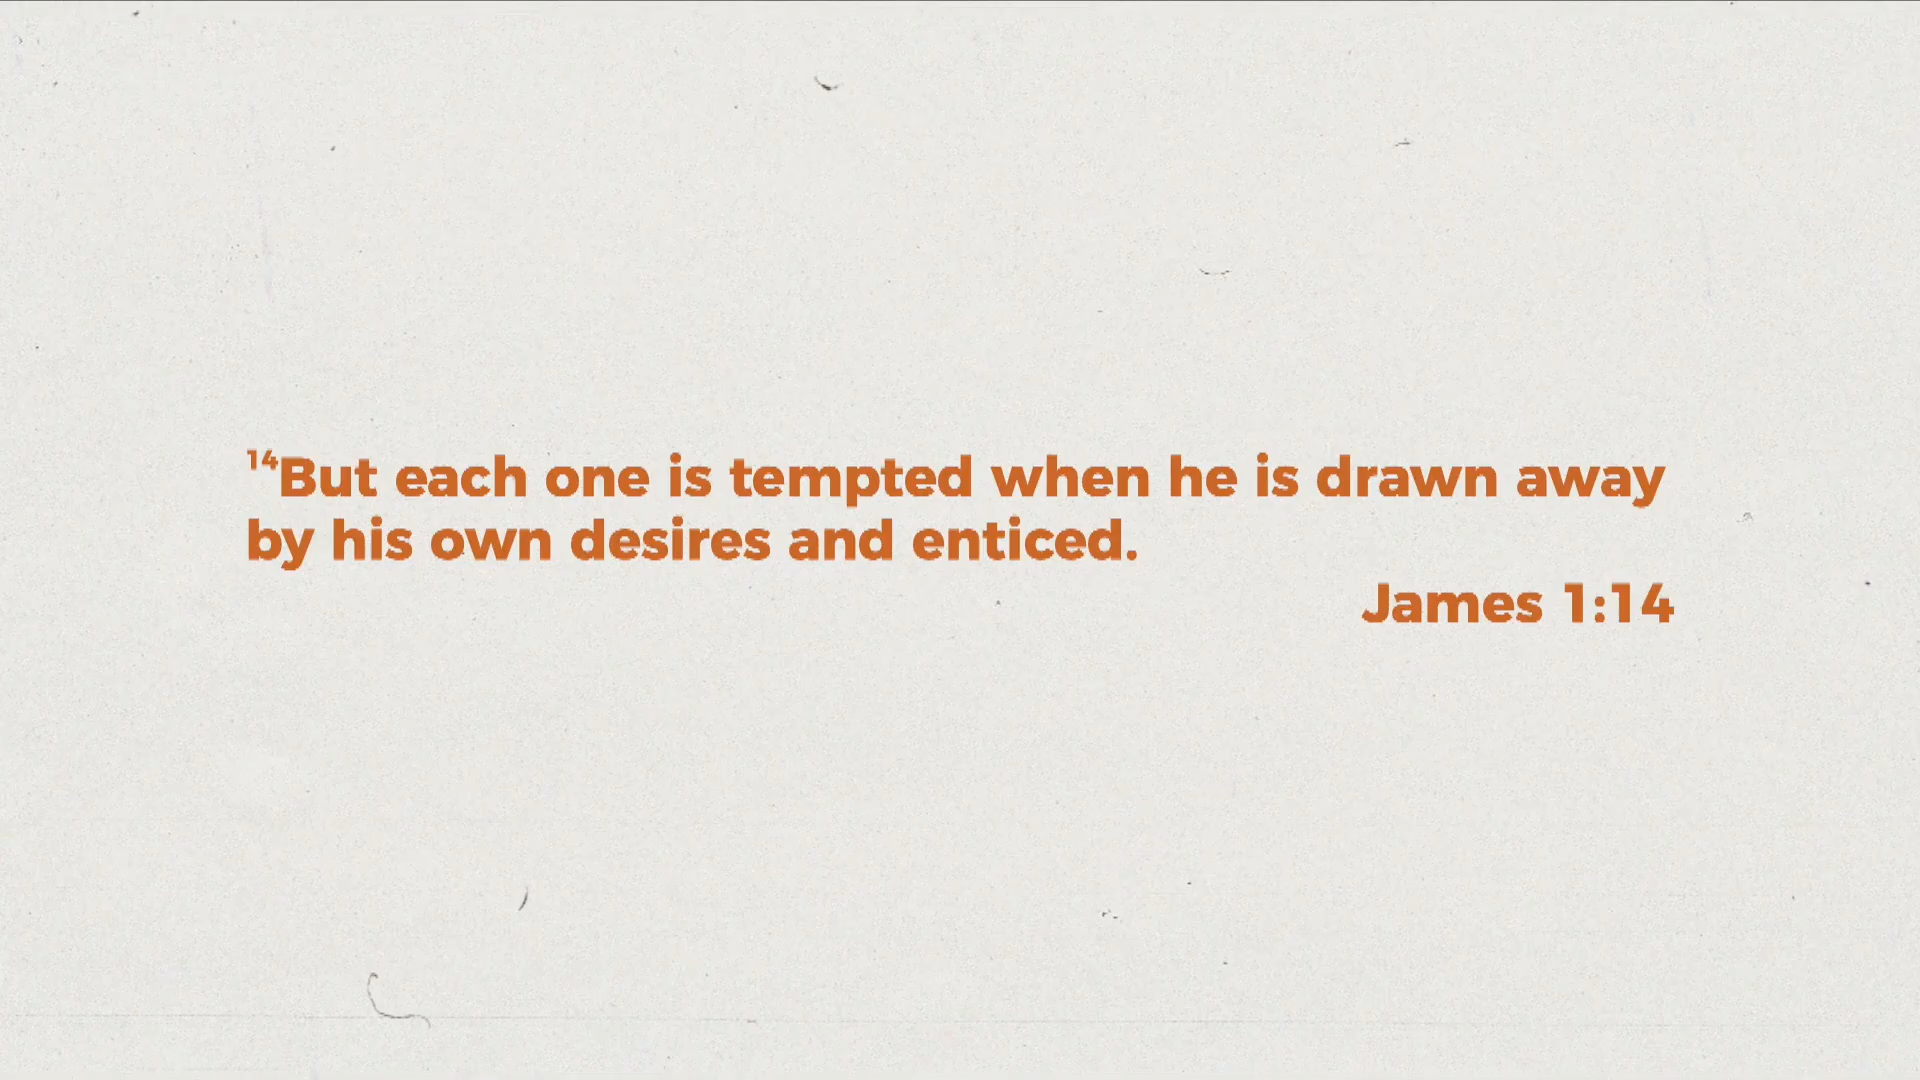 ¹⁴But each one is tempted when he is drawn away
by his own desires and enticed.
James 1:14